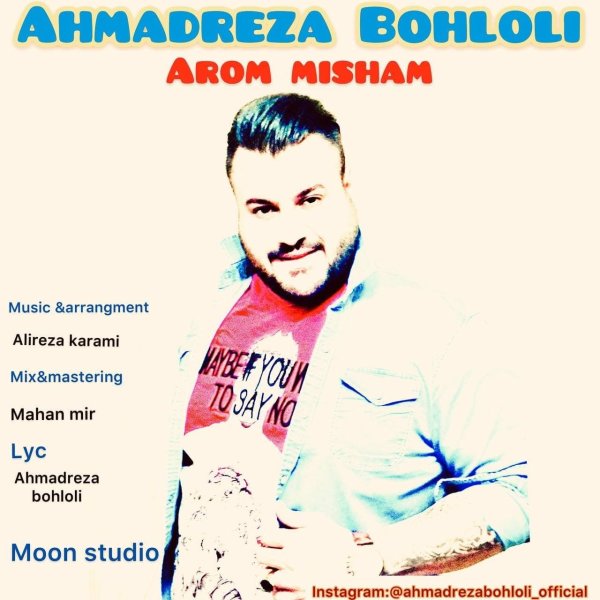 Ahmadreza Bohloli
Arom misham
Music &arrangment
Alireza karami
Mix&mastering
Mahan mir
Lyc
Ahmadreza
bohloli
Moon studio
MAYBE #YOU N
TO SAY NO
Instagram:@ahmadrezabohloli_official